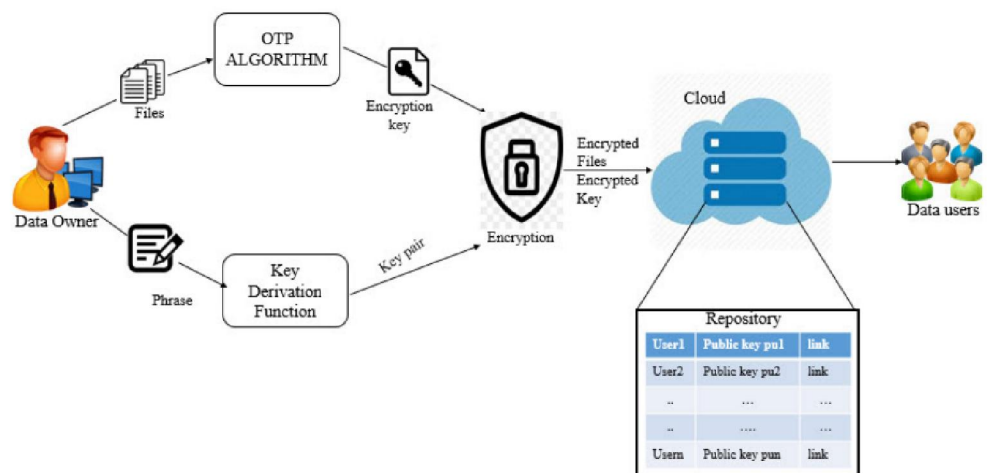 OTP
ALGORITHM
Files
Encryption
key
Data Owner
Phrase
Key
Derivation
Function
Key pair
Encryption
Encrypted
Files
Encrypted
Key
Cloud
Data users
Repository
User1 Public key pu1 link
User2 Public key pu2 link
.. ... ...
.. .... ...
Usern Public key pun link